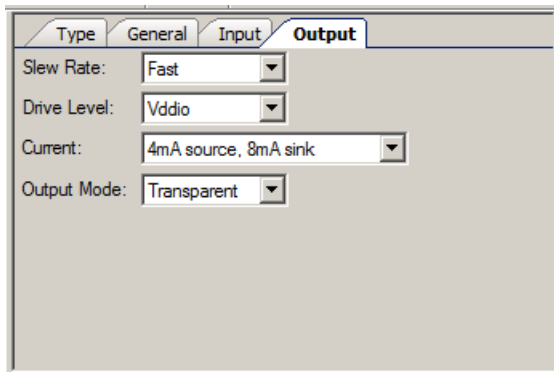 Type General Input Output
Slew Rate: Fast
Drive Level: Vddio
Current: 4mA source, 8mA sink
Output Mode: Transparent